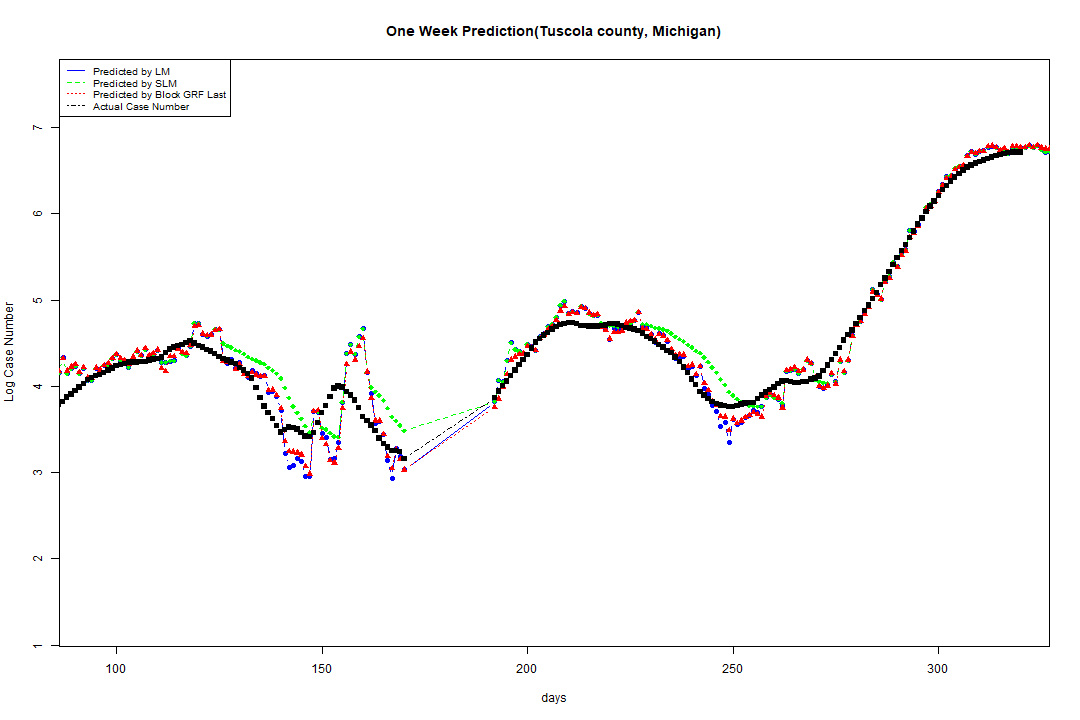 One Week Prediction(Tuscola county, Michigan)
Predicted by LM
Predicted by SLM
Predicted by Block GRF Last
Actual Case Number
7
6
5
4
3
2
1
Log Case Number
100 150 200 250 300
days